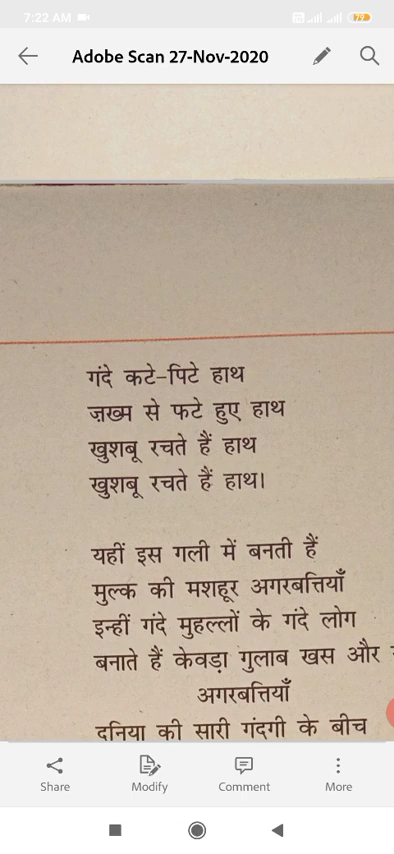 7:22 AM
79
Adobe Scan 27-Nov-2020
गंदे कटे-पिटे हाथ
ज़ख्म से फटे हुए हाथ
खुशबू रचते हैं हाथ
खुशबू रचते हैं हाथ।
यहीं इस गली में बनती हैं
मुल्क की मशहूर अगरबत्तियाँ
इन्हीं गंदे मुहल्लों के गंदे लोग
बनाते हैं केवड़ा गुलाब खस और
अगरबत्तियाँ
दुनिया की सारी गंदगी के बीच
Share
Modify
Comment
More